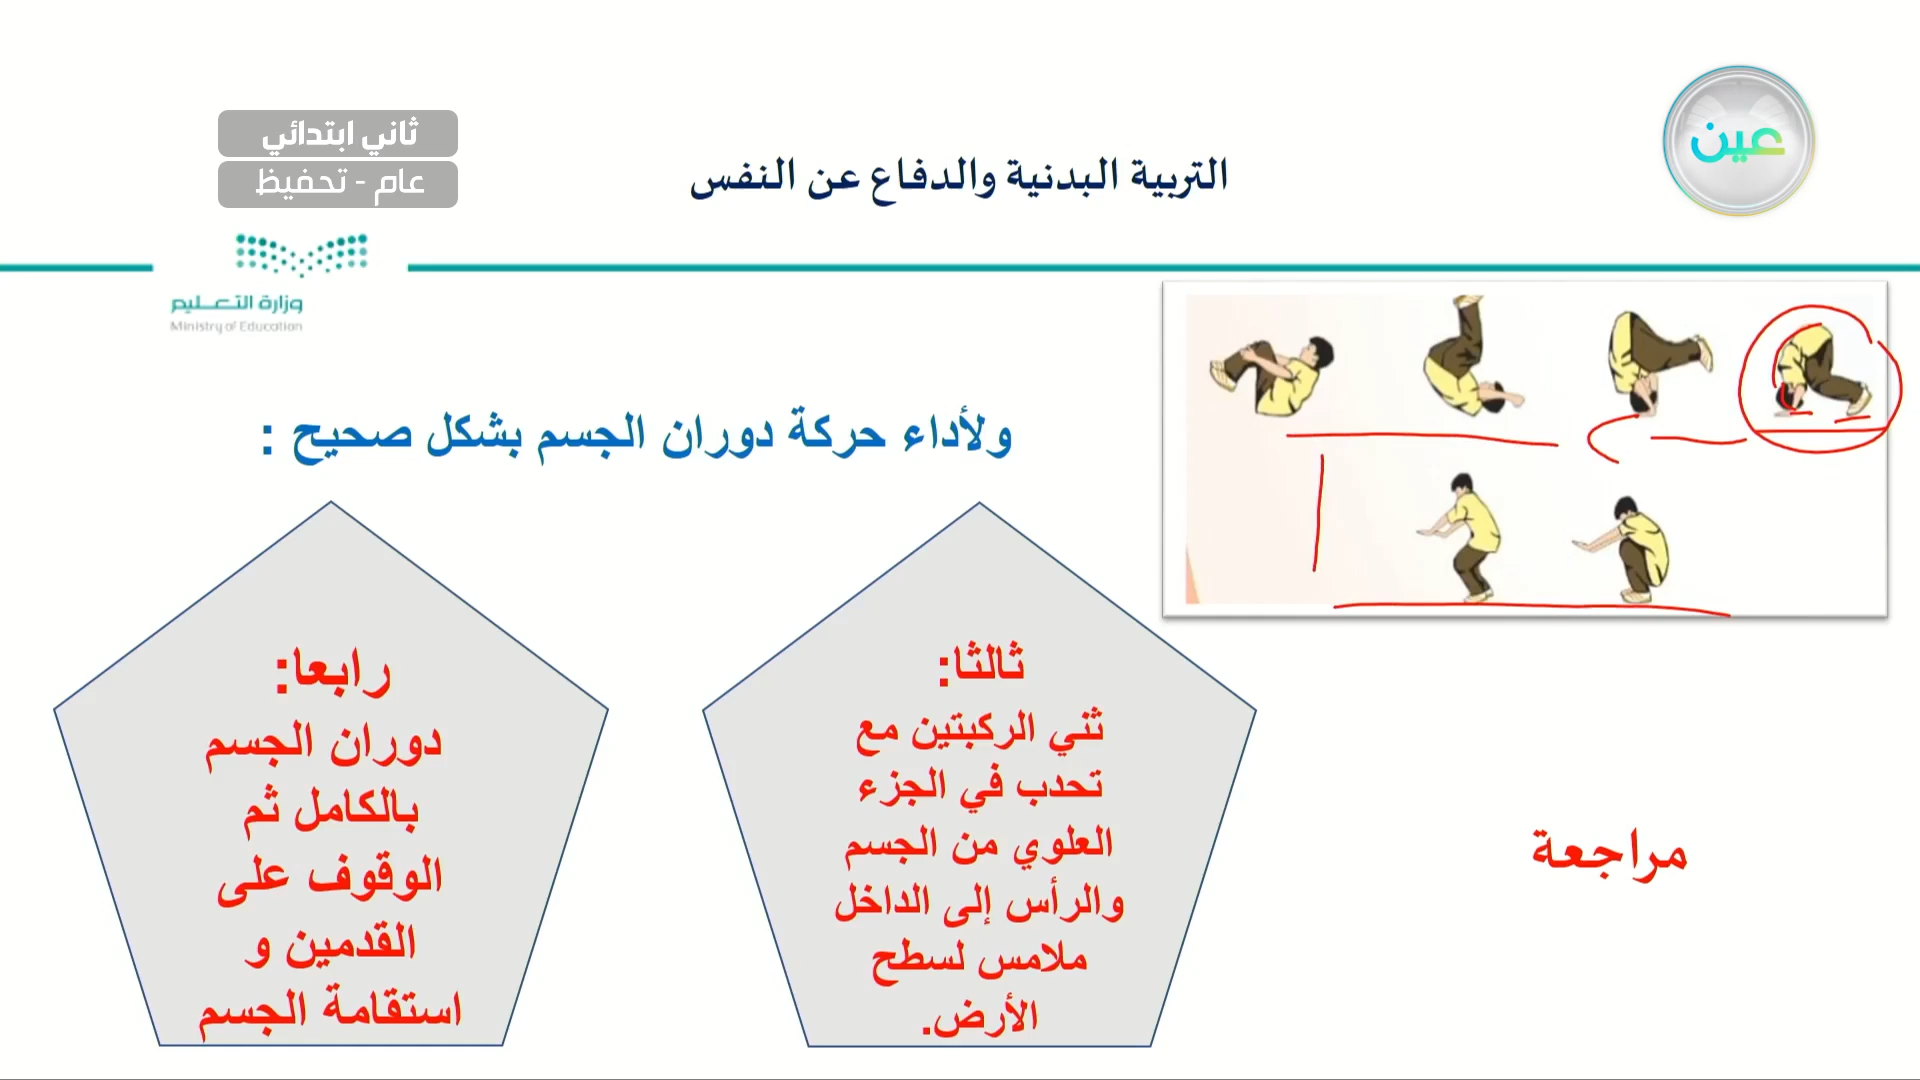 ثاني ابتدائي
عام - تحفيظ
التربية البدنية والدفاع عن النفس
عين
وزارة التعليم
Ministry of Education
ولأداء حركة دوران الجسم بشكل صحيح :
ثالثا:
ثني الركبتين مع
تحدب في الجزء
العلوي من الجسم
والرأس إلى الداخل
ملامس لسطح
الأرض.
رابعا:
دوران الجسم
بالكامل ثم
الوقوف على
القدمين و
استقامة الجسم
مراجعة